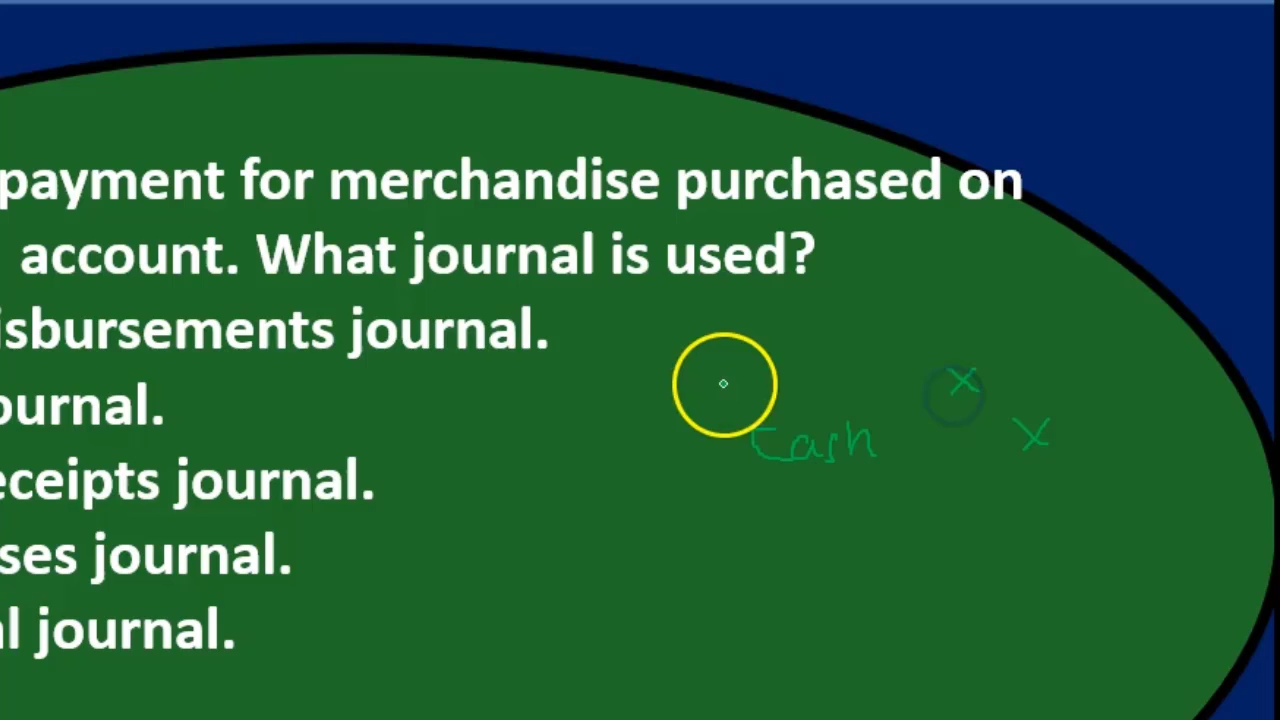 payment for merchandise purchased on
account. What journal is used?
isbursements journal.
ournal.
eceipts journal.
x
cash x
ses journal.
l journal.